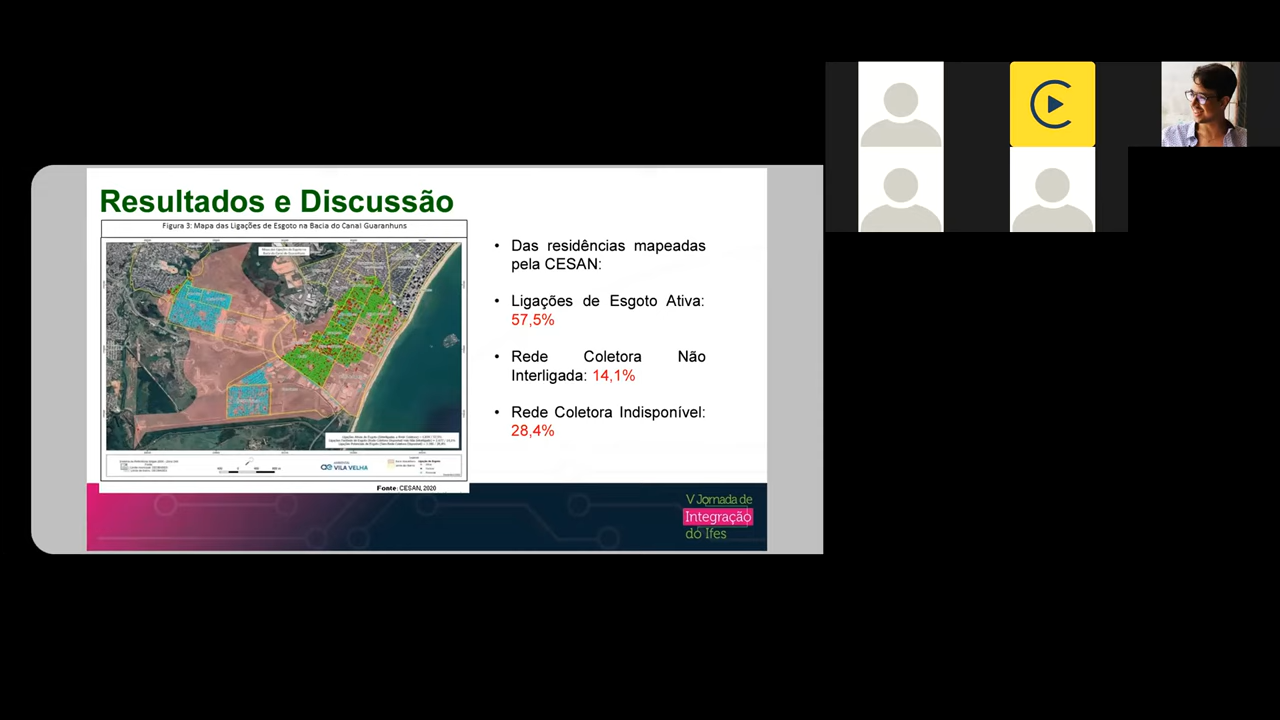 Resultados e Discussão
Figura 3: Mapa das Ligações de Esgoto na Bacia do Canal Guaranhuns
• Das residências mapeadas
pela CESAN:
• Ligações de Esgoto Ativa:
57,5%
• Rede Coletora Não
Interligada: 14,1%
• Rede Coletora Indisponível:
28,4%
VILA VELHA
Fonte: CESAN, 2020
V Jornada de
Integração
do Ifes